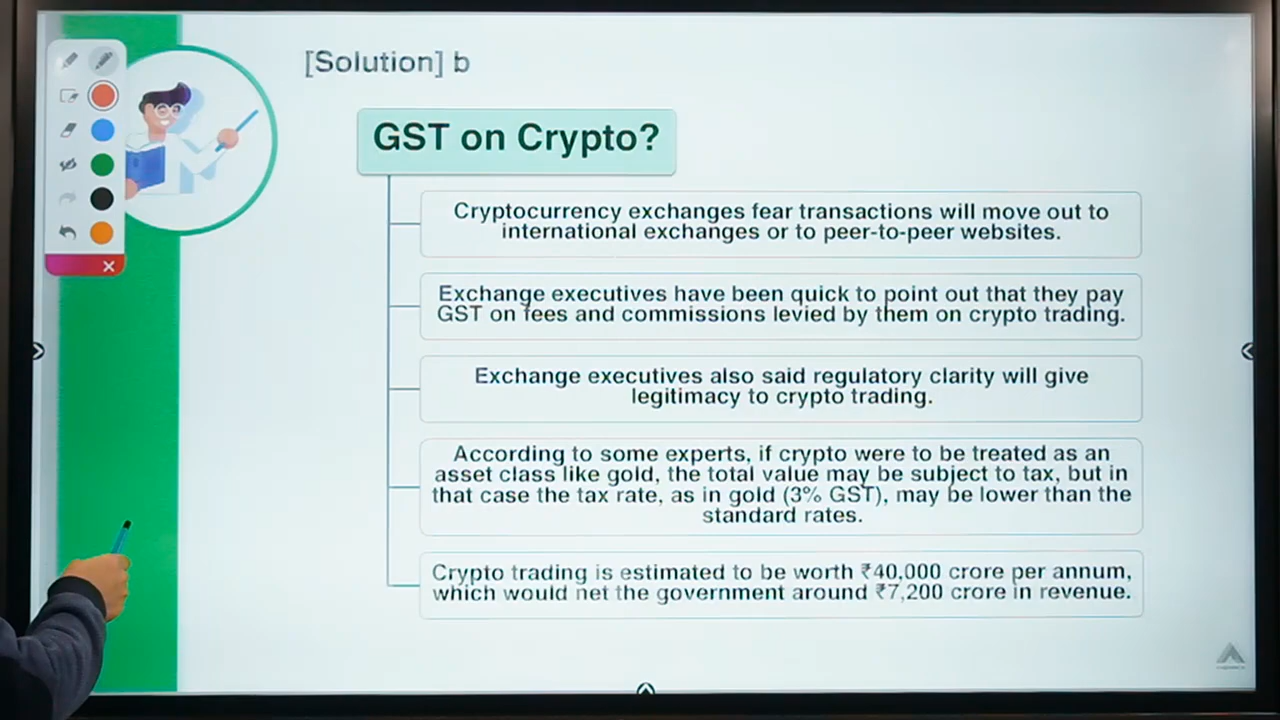 [Solution] b
GST on Crypto?
Cryptocurrency exchanges fear transactions will move out to
international exchanges or to peer-to-peer websites.
Exchange executives have been quick to point out that they pay
GST on fees and commissions levied by them on crypto trading.
Exchange executives also said regulatory clarity will give
legitimacy to crypto trading.
According to some experts, if crypto were to be treated as an
asset class like gold, the total value may be subject to tax, but in
that case the tax rate, as in gold (3% GST), may be lower than the
standard rates.
Crypto trading is estimated to be worth ₹40,000 crore per annum,
which would net the government around ₹7,200 crore in revenue.